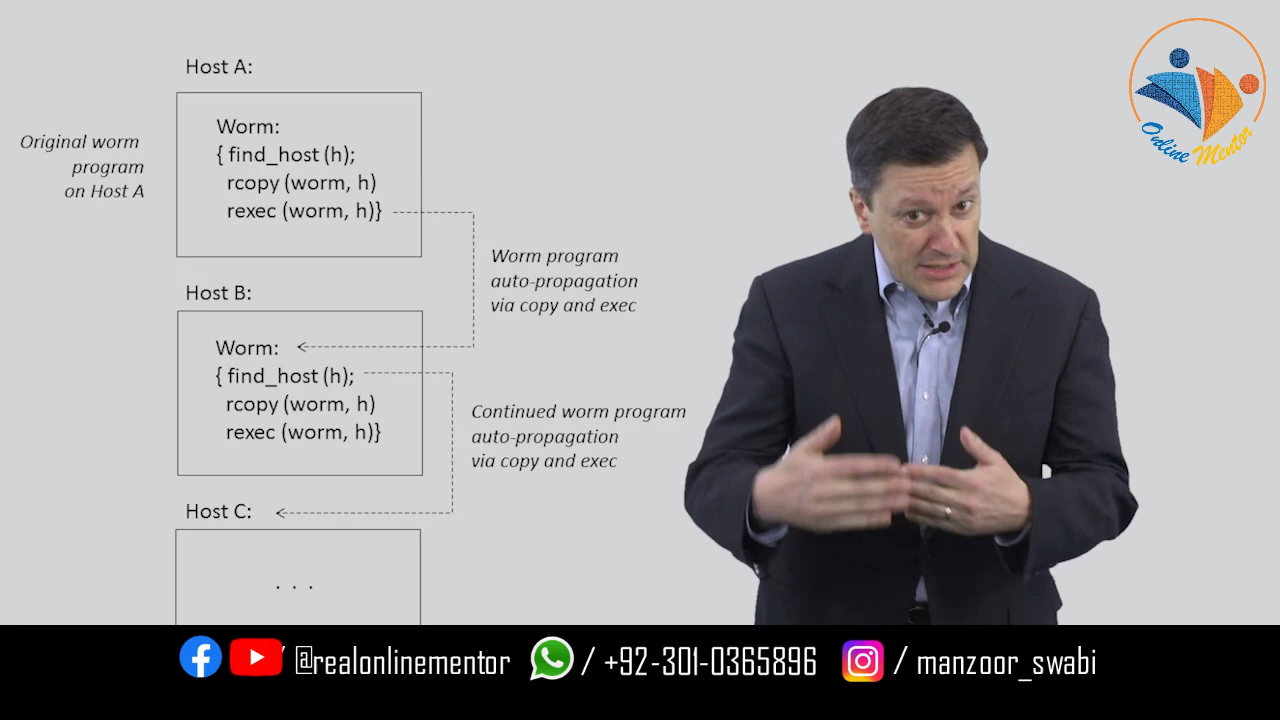 Host A:
Original worm
program
on Host A
Worm:
{ find_host (h);
rcopy (worm, h)
rexec (worm, h)}
Worm program
auto-propagation
via copy and exec
Host B:
Worm:
{ find_host (h);
rcopy (worm, h)
rexec (worm, h)}
Continued worm program
auto-propagation
via copy and exec
Host C:
. . .
Online Mentor
/ @realonlinementor / +92-301-0365896 / manzoor_swabi